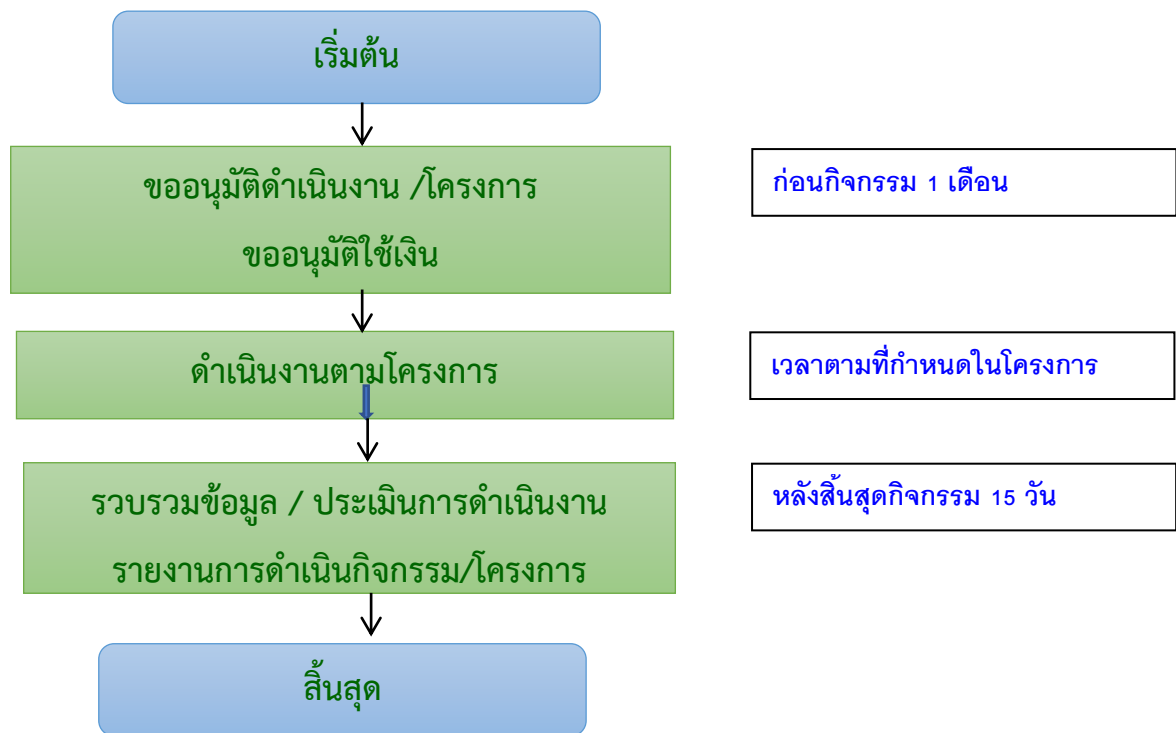 เริ่มต้น
ขออนุมัติดำเนินงาน /โครงการ
ขออนุมัติใช้เงิน
ก่อนกิจกรรม 1 เดือน
ดำเนินงานตามโครงการ
เวลาตามที่กำหนดในโครงการ
รวบรวมข้อมูล / ประเมินการดำเนินงาน
รายงานการดำเนินกิจกรรม/โครงการ
หลังสิ้นสุดกิจกรรม 15 วัน
สิ้นสุด